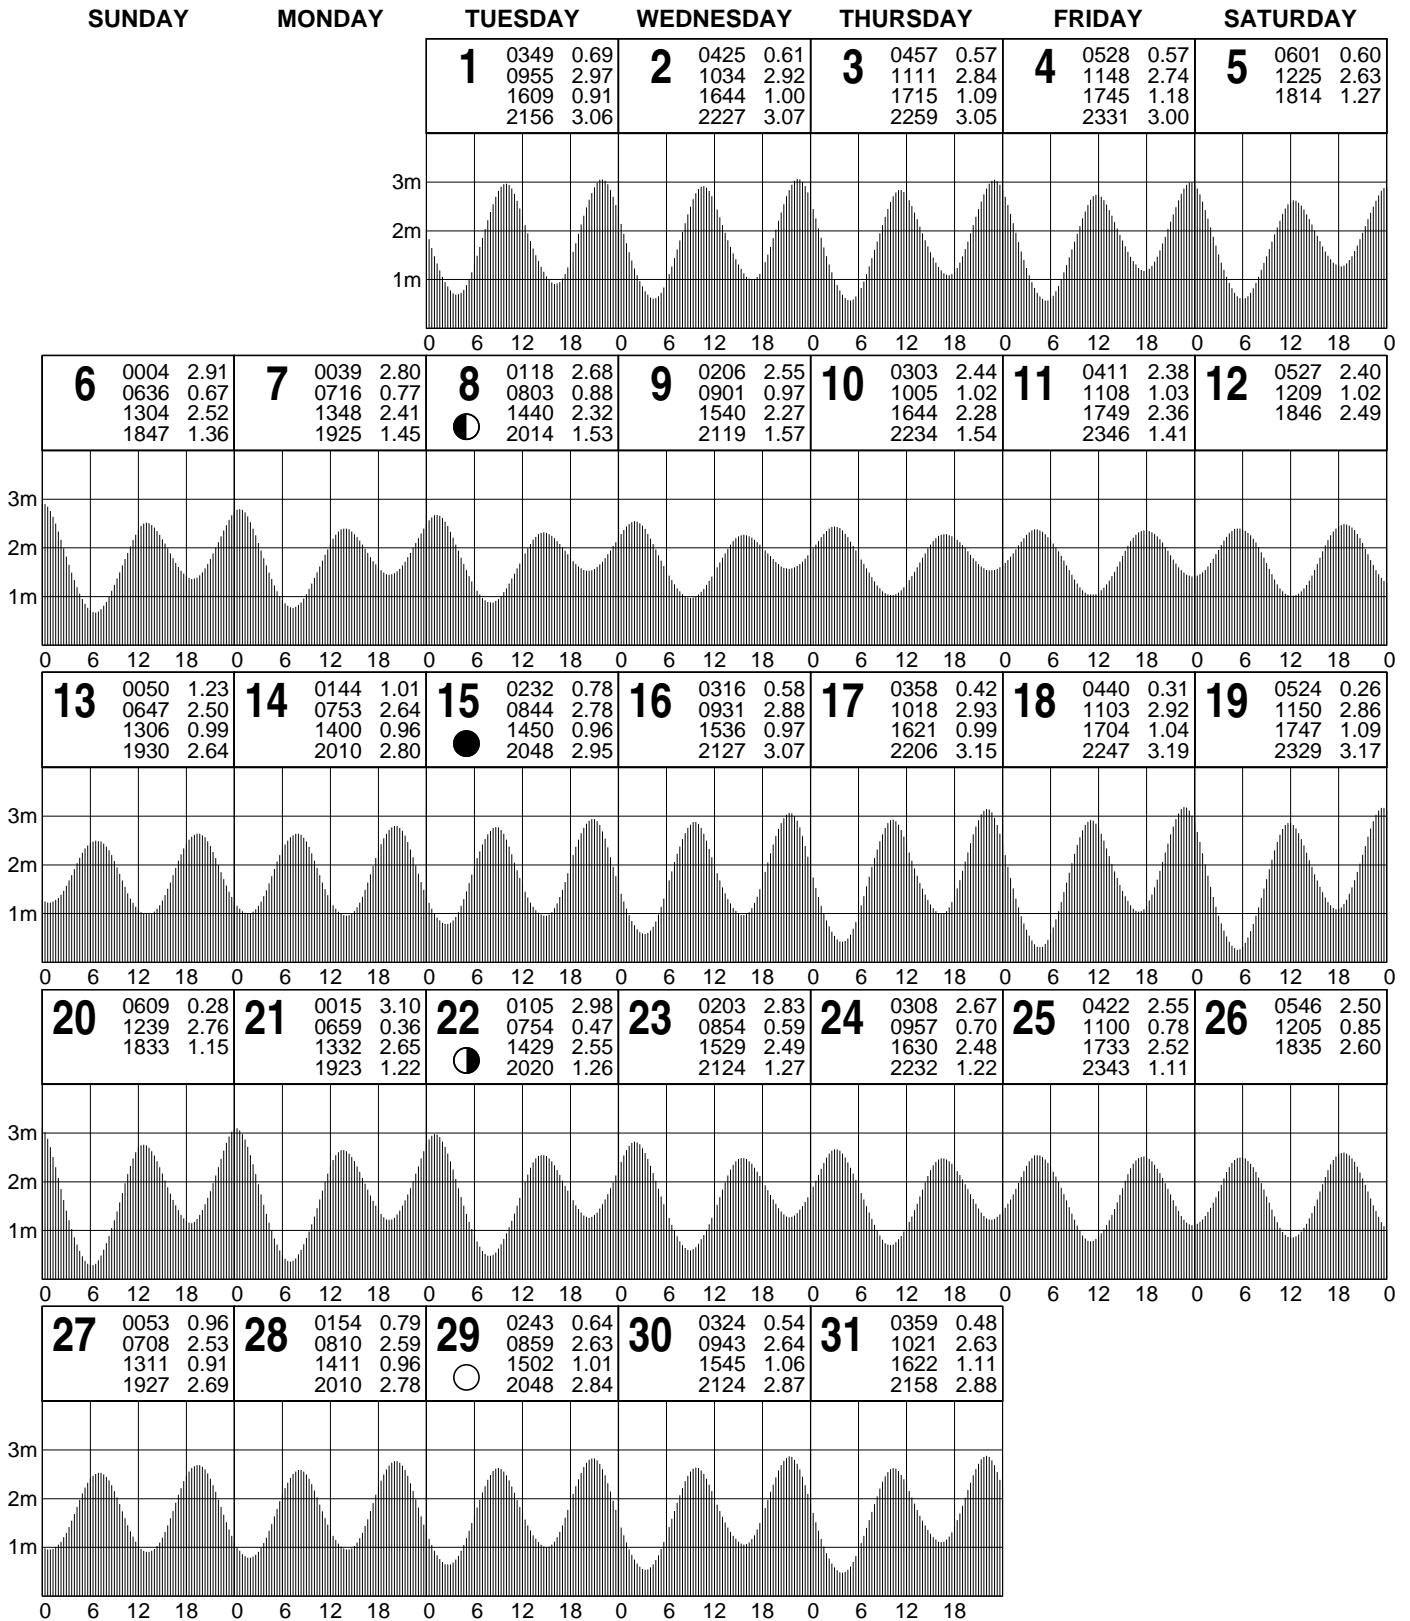 SUNDAY MONDAY TUESDAY WEDNESDAY THURSDAY FRIDAY SATURDAY
1 0349 0.69 2 0425 0.61 3 0457 0.57 4 0528 0.57 5 0601 0.60
0955 2.97 1034 2.92 1111 2.84 1148 2.74 1225 2.63
1609 0.91 1644 1.00 1715 1.09 1745 1.18 1814 1.27
2156 3.06 2227 3.07 2259 3.05 2331 3.00
3m
2m
1m
0 6 12 18 0 6 12 18 0 6 12 18 0 6 12 18 0 6 12 18 0
6 0004 2.91 7 0039 2.80 8 0118 2.68 9 0206 2.55 10 0303 2.44 11 0411 2.38 12 0527 2.40
0636 0.67 0716 0.77 0803 0.88 0901 0.97 1005 1.02 1108 1.03 1209 1.02
1304 2.52 1348 2.41 1440 2.32 1540 2.27 1644 2.28 1749 2.36 1846 2.49
1847 1.36 1925 1.45 2014 1.53 2119 1.57 2234 1.54 2346 1.41
3m
2m
1m
0 6 12 18 0 6 12 18 0 6 12 18 0 6 12 18 0 6 12 18 0 6 12 18 0 6 12 18 0
13 0050 1.23 14 0144 1.01 15 0232 0.78 16 0316 0.58 17 0358 0.42 18 0440 0.31 19 0524 0.26
0647 2.50 0753 2.64 0844 2.78 0931 2.88 1018 2.93 1103 2.92 1150 2.86
1306 0.99 1400 0.96 1450 0.96 1536 0.97 1621 0.99 1704 1.04 1747 1.09
1930 2.64 2010 2.80 2048 2.95 2127 3.07 2206 3.15 2247 3.19 2329 3.17
3m
2m
1m
0 6 12 18 0 6 12 18 0 6 12 18 0 6 12 18 0 6 12 18 0 6 12 18 0 6 12 18 0
20 0609 0.28 21 0015 3.10 22 0105 2.98 23 0203 2.83 24 0308 2.67 25 0422 2.55 26 0546 2.50
1239 2.76 0659 0.36 0754 0.47 0854 0.59 0957 0.70 1100 0.78 1205 0.85
1833 1.15 1332 2.65 1429 2.55 1529 2.49 1630 2.48 1733 2.52 1835 2.60
1923 1.22 2020 1.26 2124 1.27 2232 1.22 2343 1.11
3m
2m
1m
0 6 12 18 0 6 12 18 0 6 12 18 0 6 12 18 0 6 12 18 0 6 12 18 0 6 12 18 0
27 0053 0.96 28 0154 0.79 29 0243 0.64 30 0324 0.54 31 0359 0.48
0708 2.53 0810 2.59 0859 2.63 0943 2.64 1021 2.63
1311 0.91 1411 0.96 1502 1.01 1545 1.06 1622 1.11
1927 2.69 2010 2.78 2048 2.84 2124 2.87 2158 2.88
3m
2m
1m
0 6 12 18 0 6 12 18 0 6 12 18 0 6 12 18 0 6 12 18